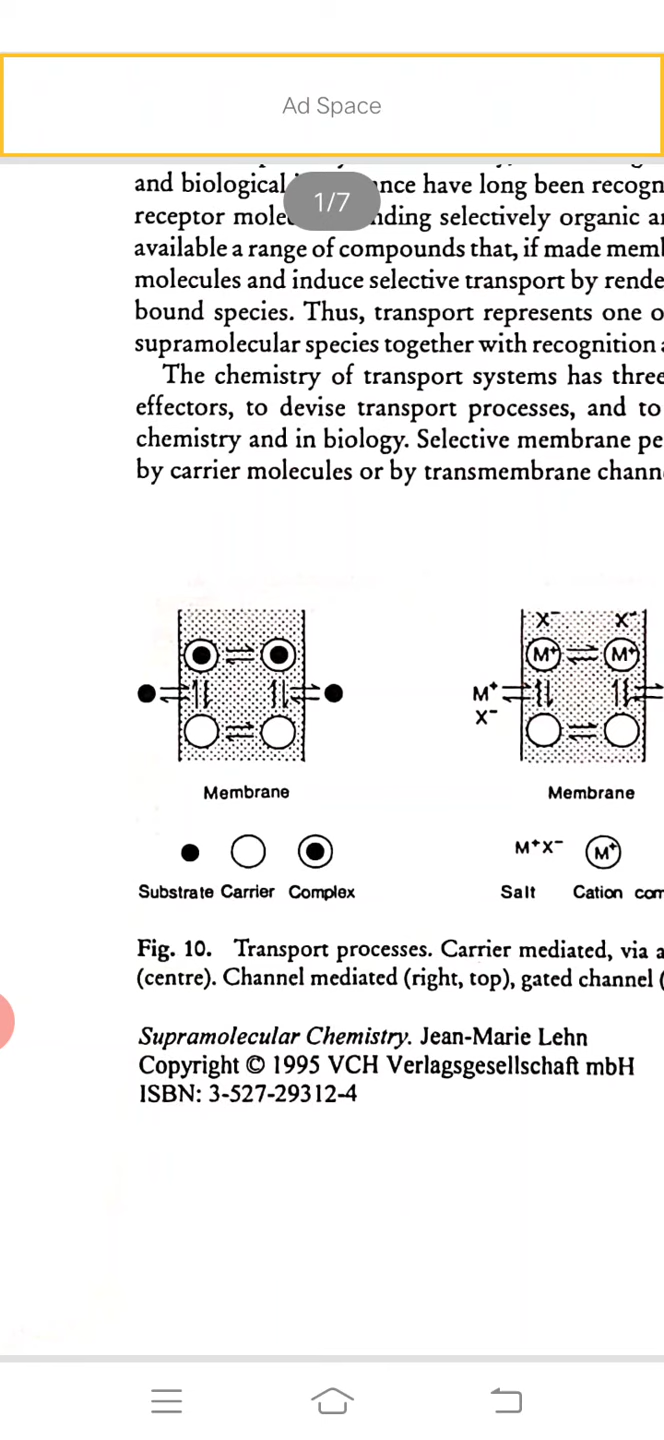 Ad Space
and biological nce have long been recogn
1/7
receptor mole nding selectively organic a
available a range of compounds that, if made mem
molecules and induce selective transport by rende
bound species. Thus, transport represents one o
supramolecular species together with recognition
The chemistry of transport systems has three
effectors, to devise transport processes, and to
chemistry and in biology. Selective membrane pe
by carrier molecules or by transmembrane chann
X⁻ X⁻
M⁺ M⁺
M⁺
X⁻
Membrane Membrane
M⁺X⁻ M⁺
Substrate Carrier Complex Salt Cation com
Fig. 10. Transport processes. Carrier mediated, via a
(centre). Channel mediated (right, top), gated channel (
Supramolecular Chemistry. Jean-Marie Lehn
Copyright © 1995 VCH Verlagsgesellschaft mbH
ISBN: 3-527-29312-4